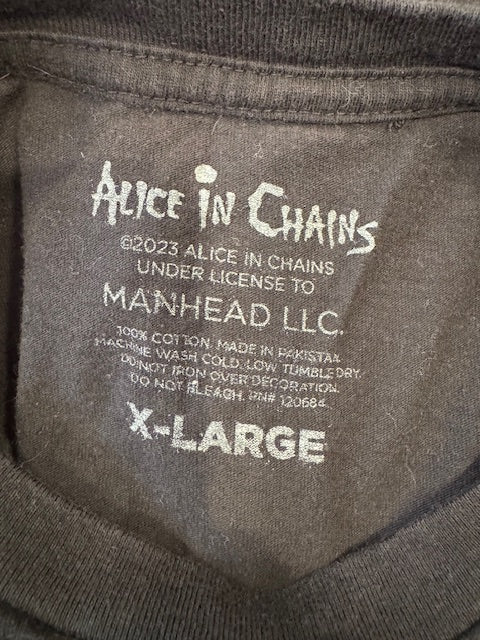 ALICE IN CHAINS
©2023 ALICE IN CHAINS
UNDER LICENSE TO
MANHEAD LLC.
100% COTTON. MADE IN PAKISTAN
MACHINE WASH COLD. LOW TUMBLE DRY.
DO NOT IRON OVER DECORATION.
DO NOT BLEACH. RN# 120684
X-LARGE